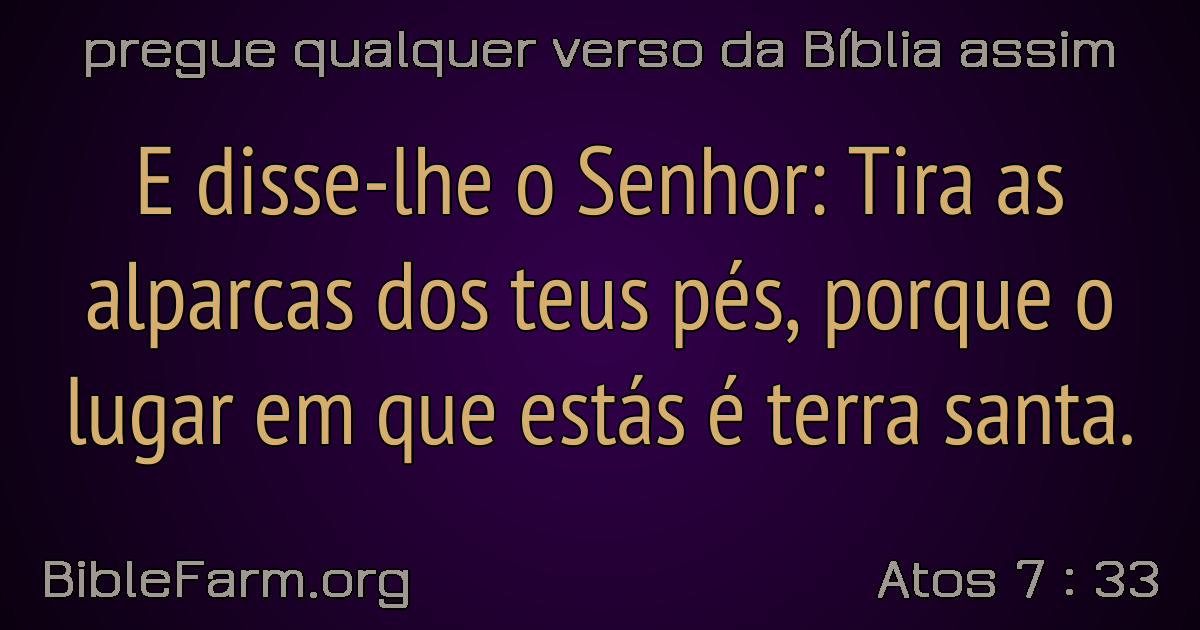 pregue qualquer verso da Bíblia assim
E disse-lhe o Senhor: Tira as
alparcas dos teus pés, porque o
lugar em que estás é terra santa.
BibleFarm.org
Atos 7 : 33